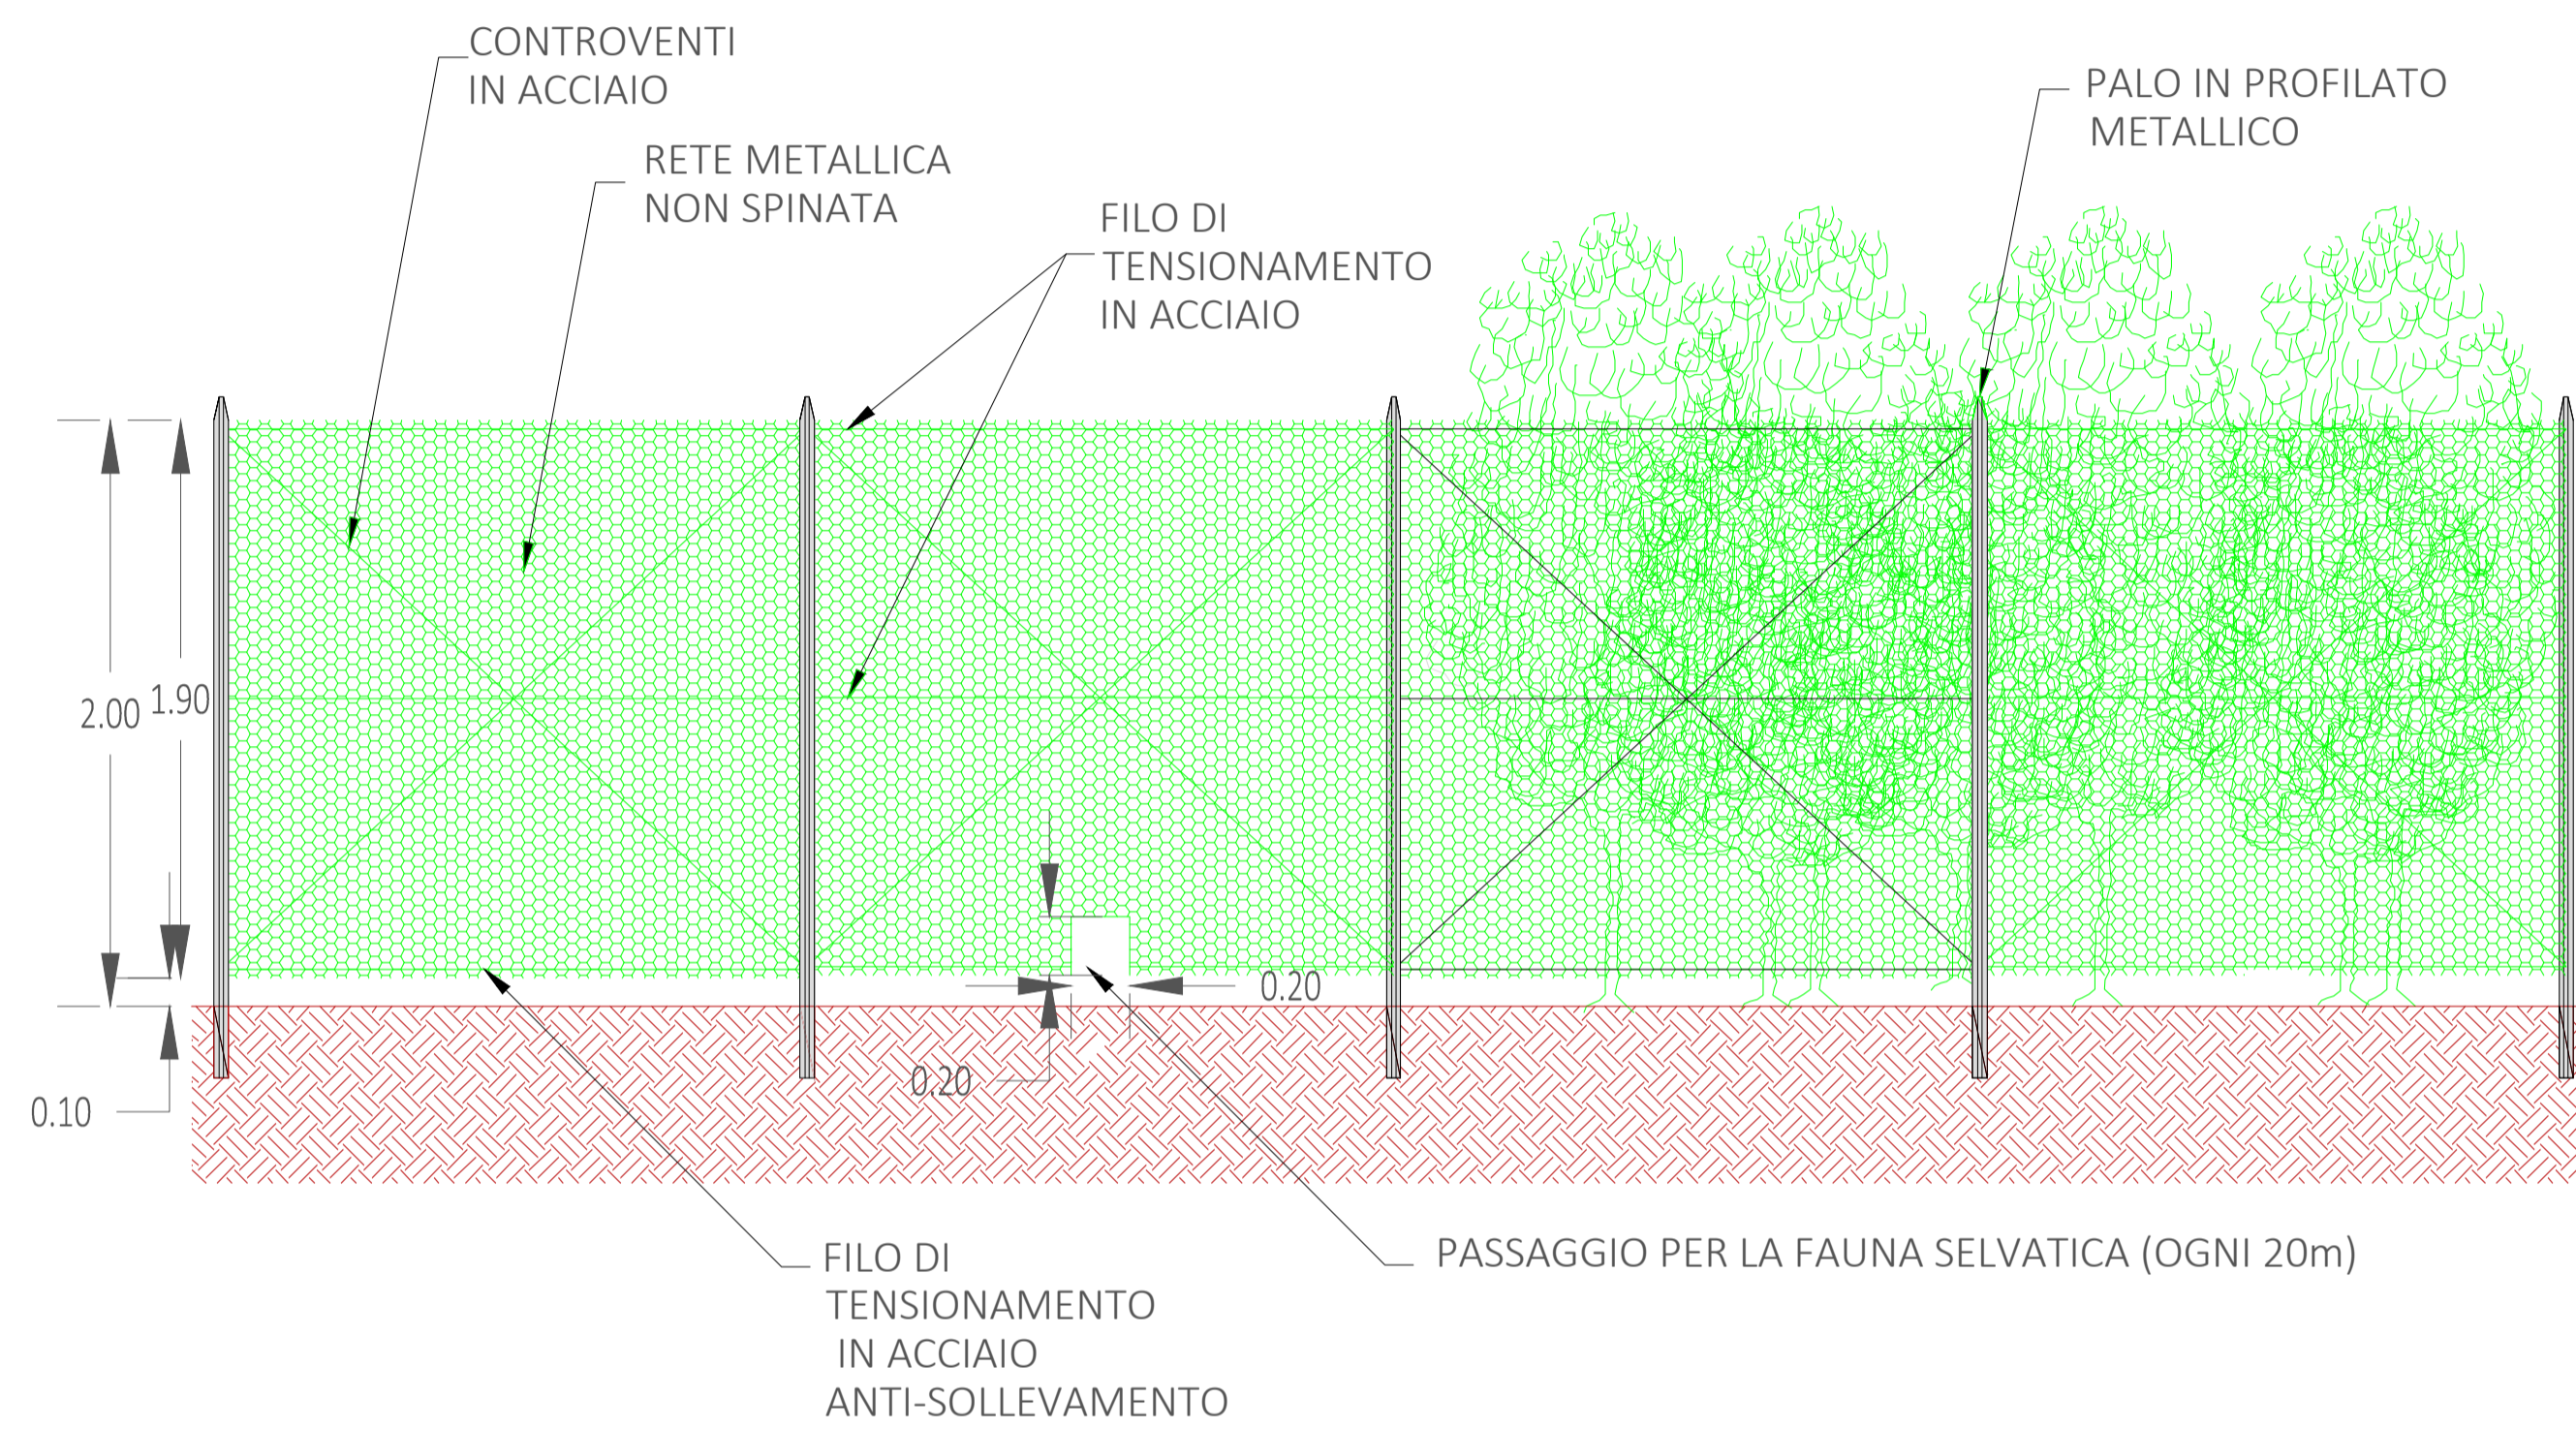 CONTROVENTI
IN ACCIAIO
RETE METALLICA
NON SPINATA
FILO DI
TENSIONAMENTO
IN ACCIAIO
PALO IN PROFILATO
METALLICO
2.00
1.90
0.20
0.20
0.10
FILO DI
TENSIONAMENTO
IN ACCIAIO
ANTI-SOLLEVAMENTO
PASSAGGIO PER LA FAUNA SELVATICA (OGNI 20m)